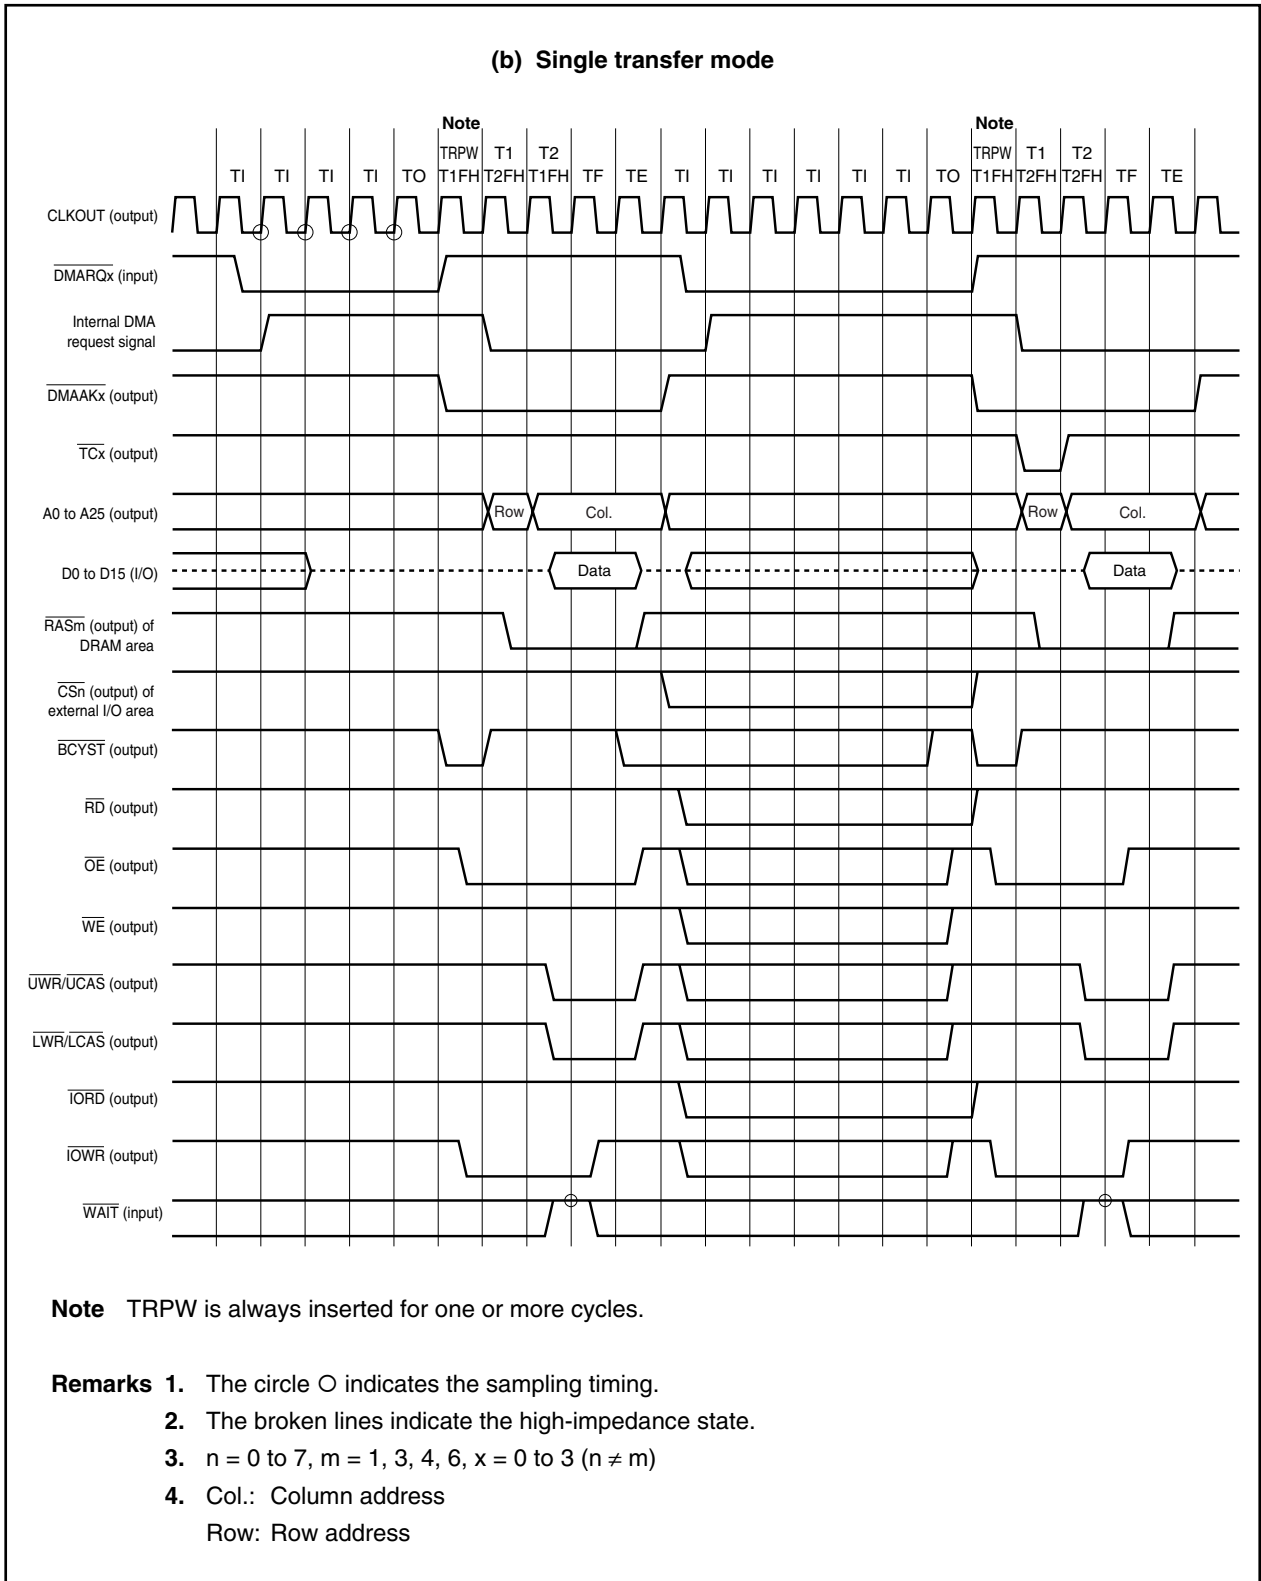 (b) Single transfer mode
Note Note
TRPW T1 T2 TRPW T1 T2
TI TI TI TI TO T1FH T2FH T1FH TF TE TI TI TI TI TI TI TO T1FH T2FH T2FH TF TE
CLKOUT (output)
DMARQx (input)
Internal DMA
request signal
DMAAKx (output)
TCx (output)
A0 to A25 (output) Row Col. Row Col.
D0 to D15 (I/O) Data Data
RASm (output) of
DRAM area
CSn (output) of
external I/O area
BCYST (output)
RD (output)
OE (output)
WE (output)
UWR/UCAS (output)
LWR/LCAS (output)
IORD (output)
IOWR (output)
WAIT (input)
Note TRPW is always inserted for one or more cycles.
Remarks 1. The circle ○ indicates the sampling timing.
2. The broken lines indicate the high-impedance state.
3. n = 0 to 7, m = 1, 3, 4, 6, x = 0 to 3 (n ≠ m)
4. Col.: Column address
Row: Row address